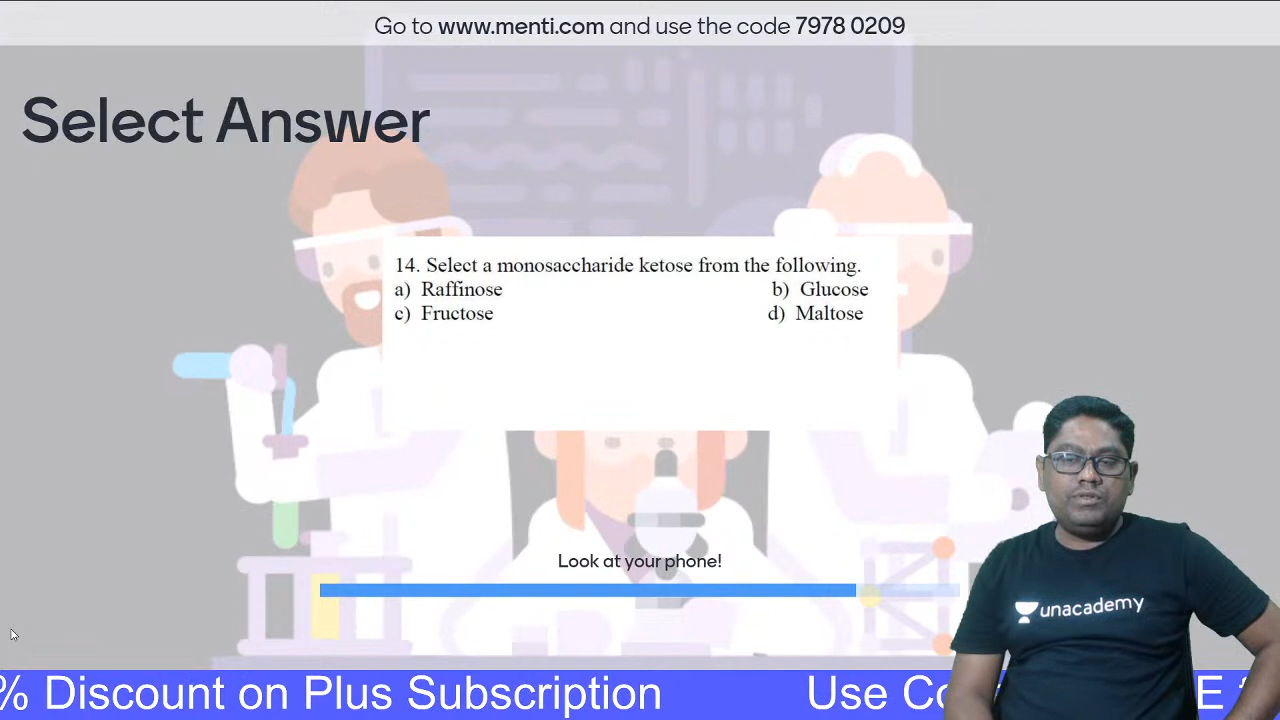 Go to www.menti.com and use the code 7978 0209
Select Answer
14. Select a monosaccharide ketose from the following.
a) Raffinose b) Glucose
c) Fructose d) Maltose
Look at your phone!
unacademy
% Discount on Plus Subscription Use